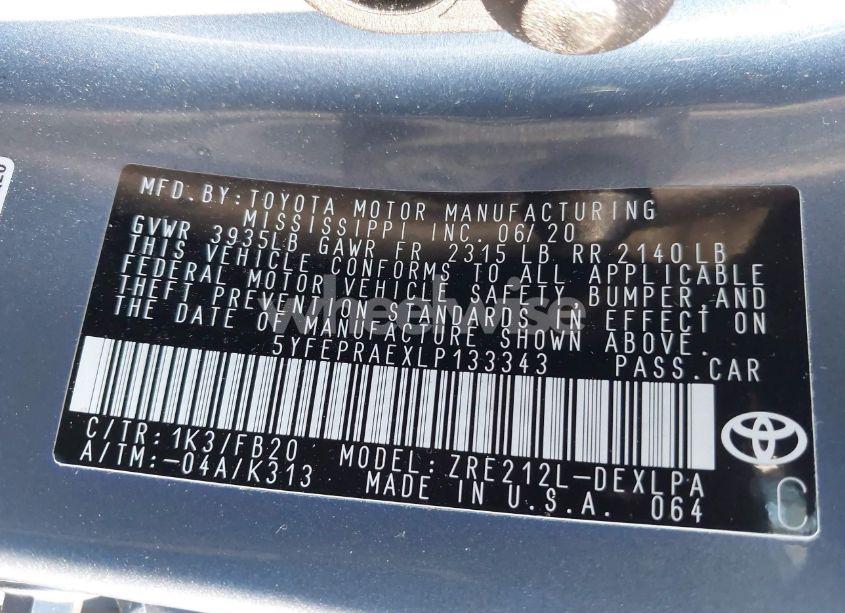 MFD. BY: TOYOTA MOTOR MANUFACTURING
MISSISSIPPI INC. 06/20
GVWR 3935LB GAWR FR 2315 LB RR 2140 LB
THIS VEHICLE CONFORMS TO ALL APPLICABLE
FEDERAL MOTOR VEHICLE SAFETY BUMPER AND
THEFT PREVENTION STANDARDS IN EFFECT ON
THE DATE OF MANUFACTURE SHOWN ABOVE.
wheelwise
5YFEPRAEXLP133343 PASS.CAR
C/TR: 1K3/FB20 MODEL: ZRE212L-DEXLPA
A/TM: -04A/K313 MADE IN U.S.A. 064
C